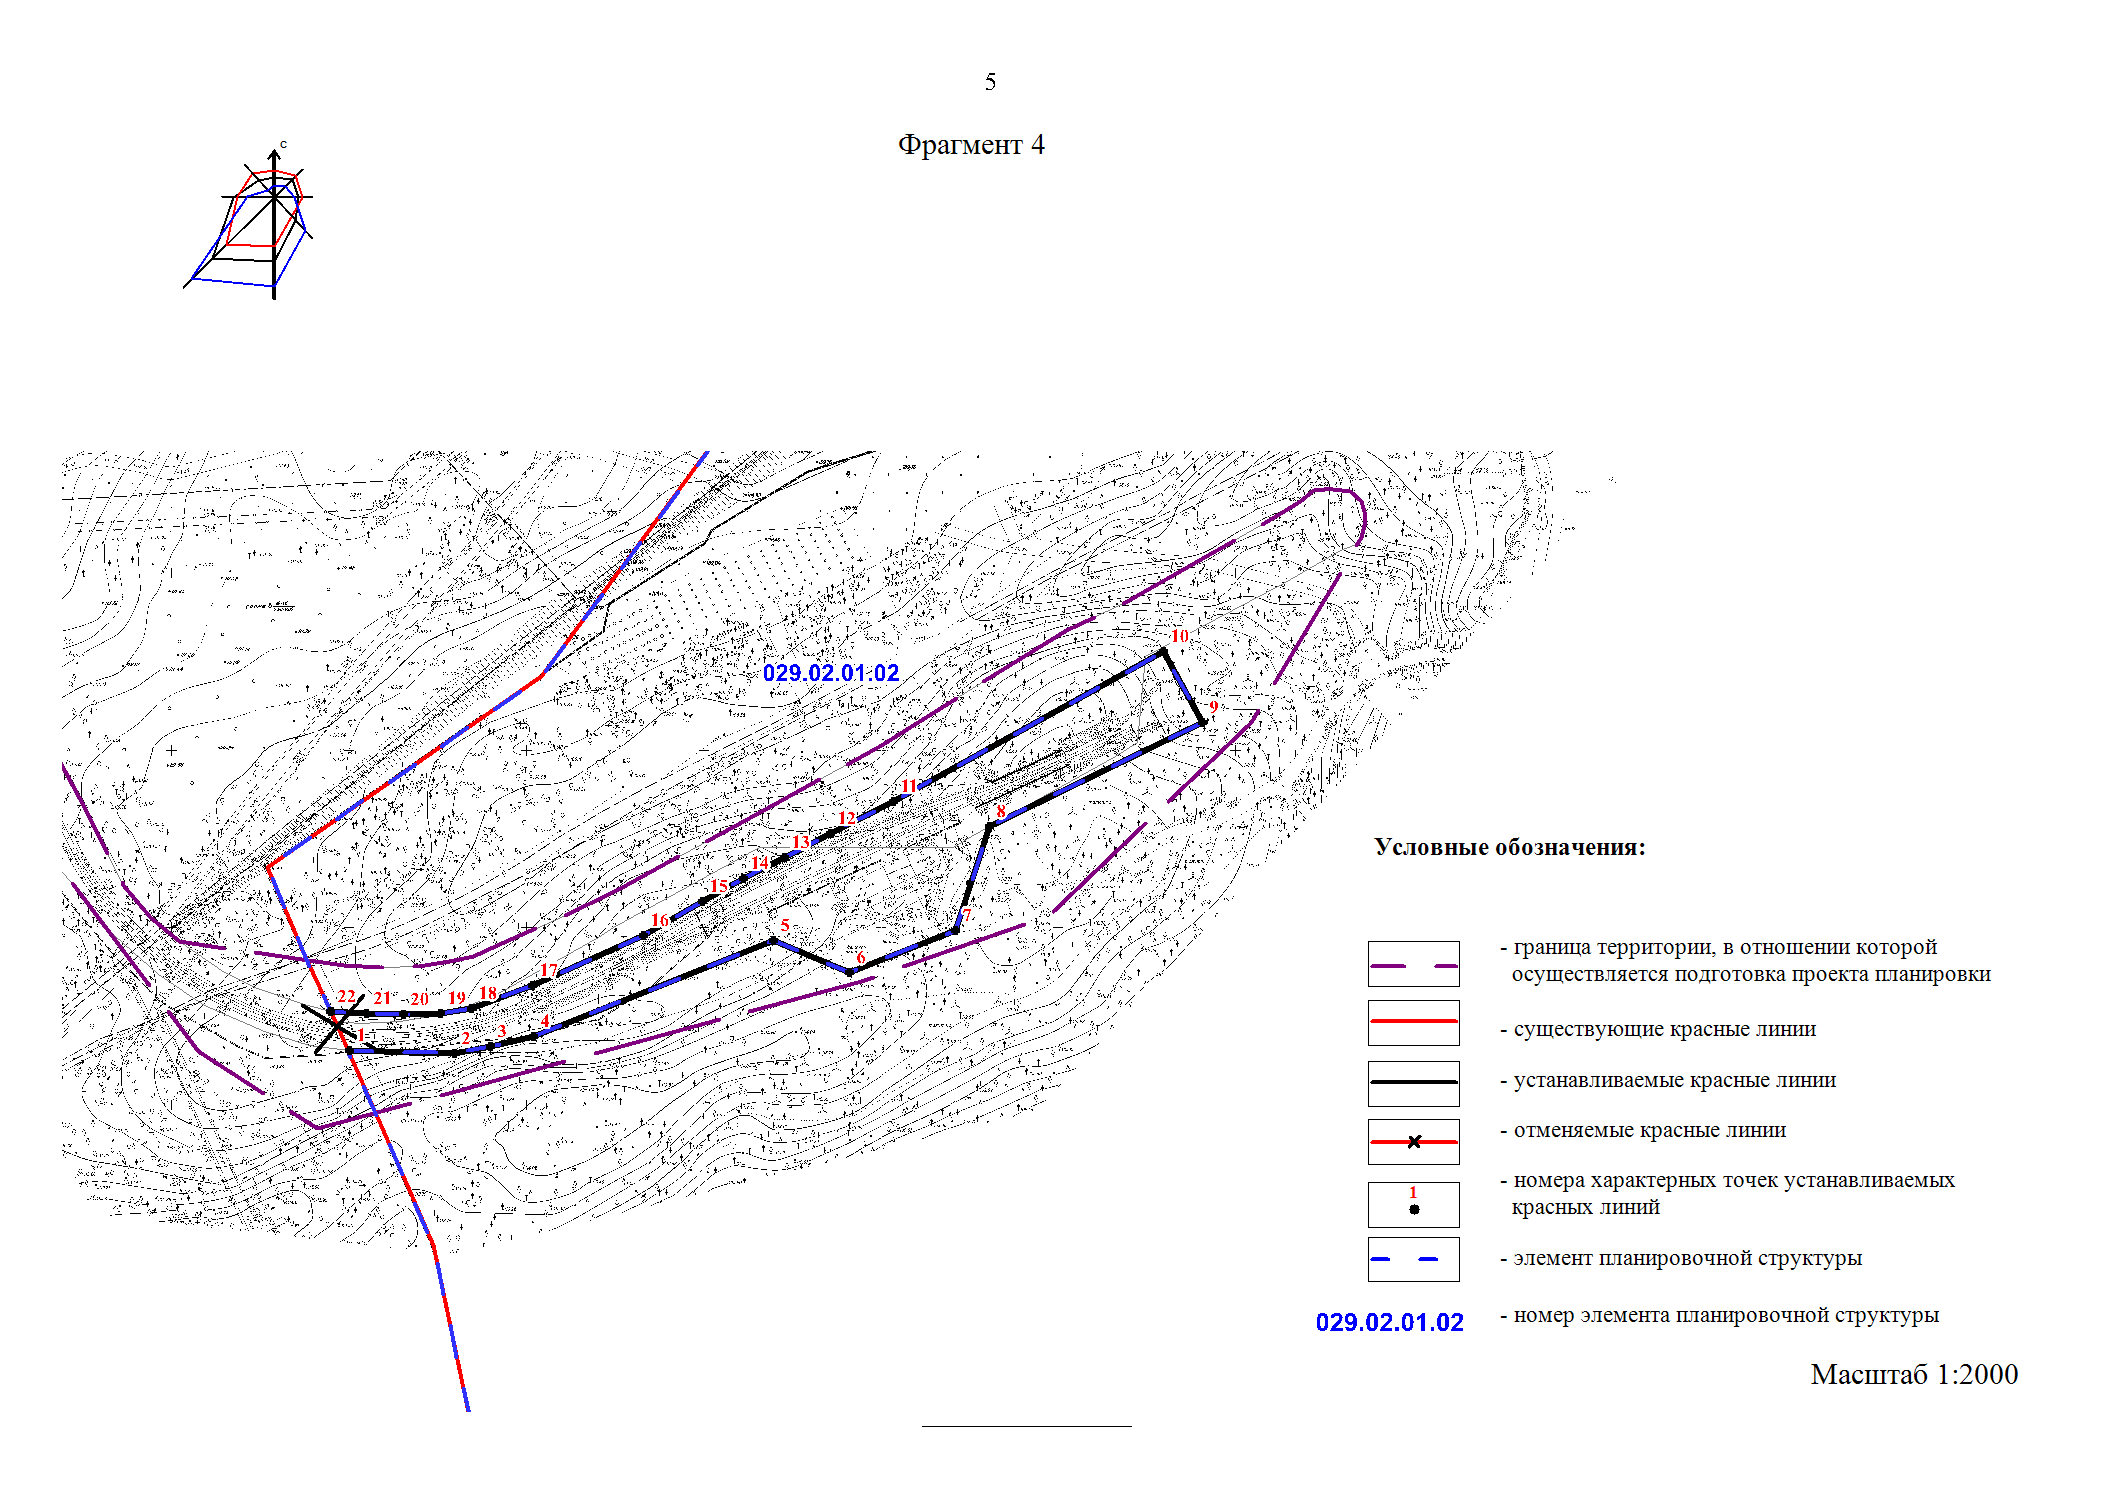 5
Фрагмент 4
с
029.02.01.02
10
9
11
8
12
13
14
15
7
16
5
6
17
22
21
20
19
18
1
2
3
4
Условные обозначения:
- граница территории, в отношении которой
осуществляется подготовка проекта планировки
- существующие красные линии
- устанавливаемые красные линии
- отменяемые красные линии
1
- номера характерных точек устанавливаемых
красных линий
- элемент планировочной структуры
029.02.01.02
- номер элемента планировочной структуры
Масштаб 1:2000